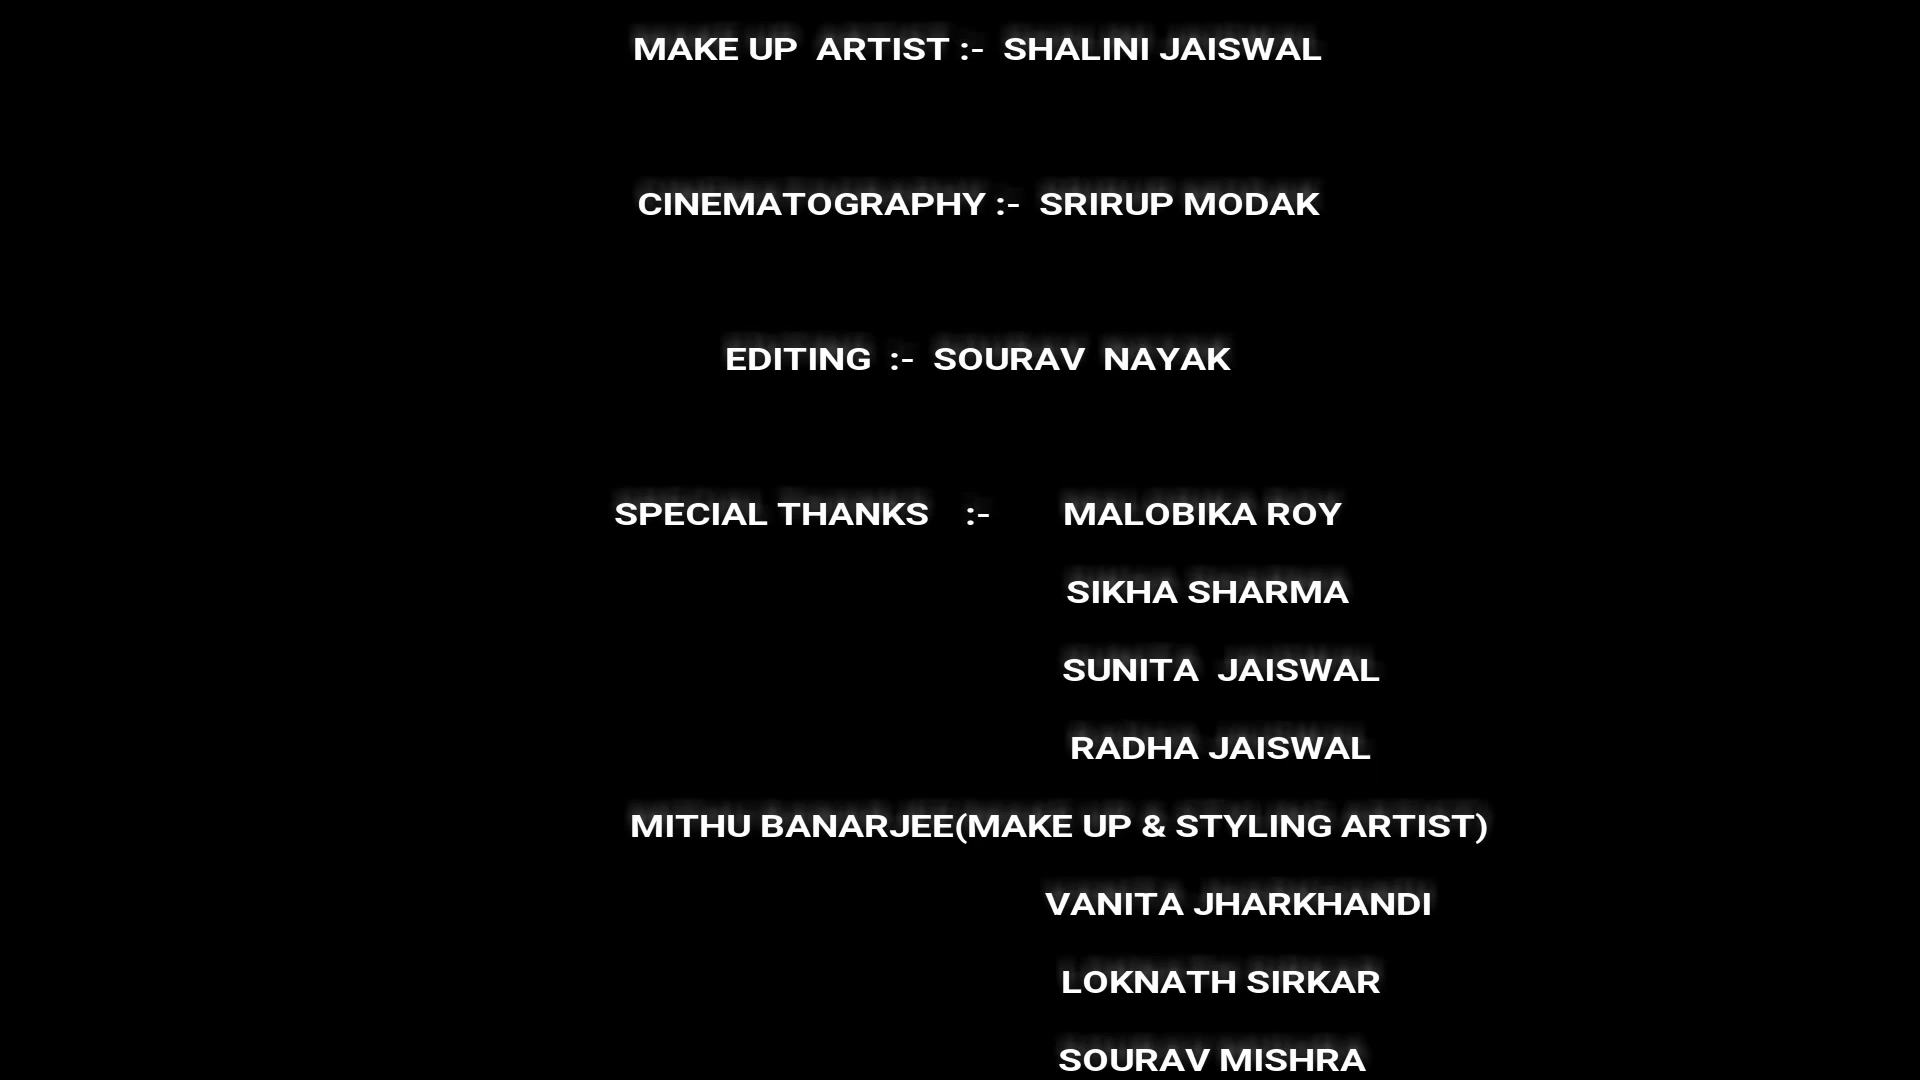 MAKE UP  ARTIST :-  SHALINI JAISWAL
CINEMATOGRAPHY :-  SRIRUP MODAK
EDITING  :-  SOURAV  NAYAK
SPECIAL THANKS    :-        MALOBIKA ROY
SIKHA SHARMA
SUNITA  JAISWAL
RADHA JAISWAL
MITHU BANARJEE(MAKE UP & STYLING ARTIST)
VANITA JHARKHANDI
LOKNATH SIRKAR
SOURAV MISHRA